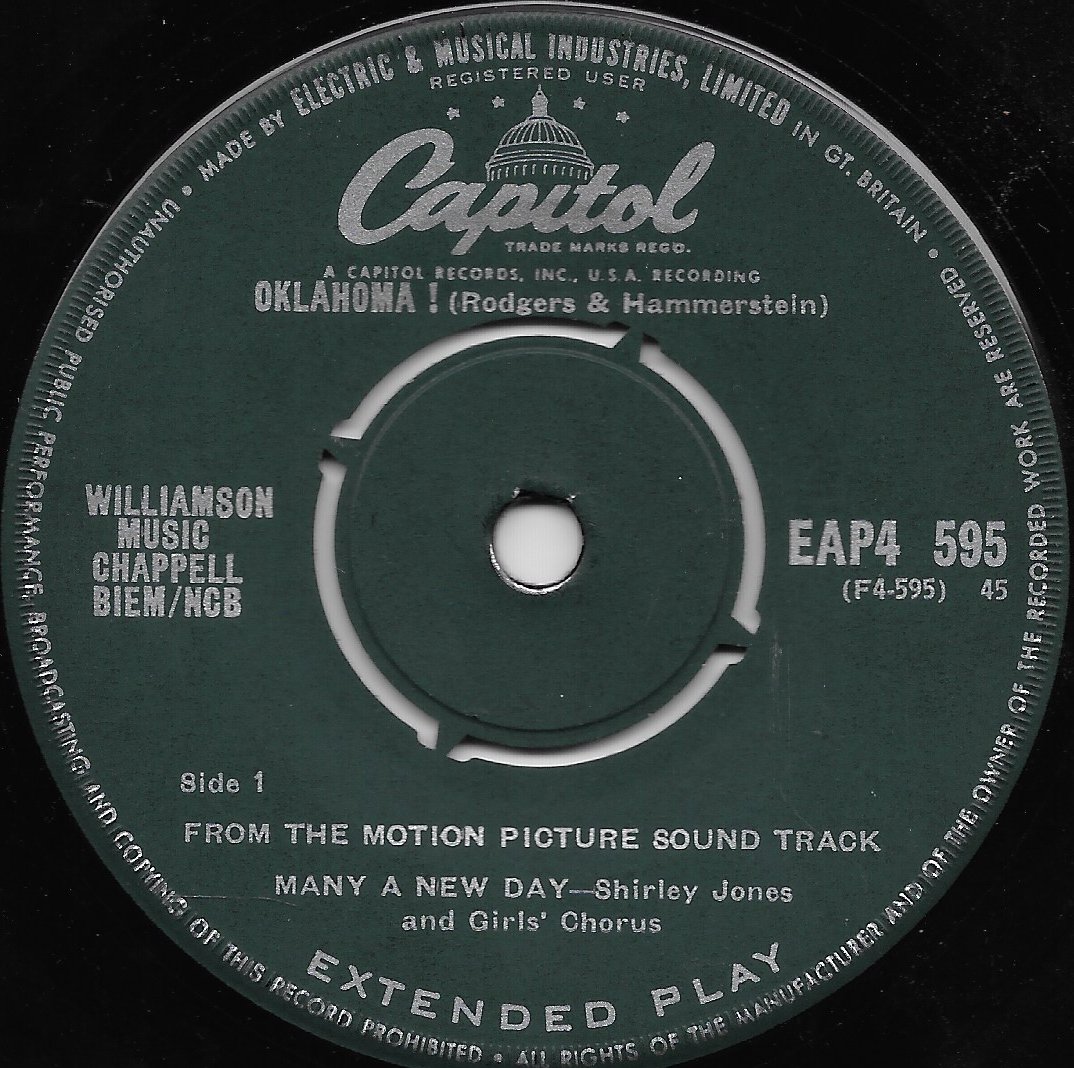 MADE BY ELECTRIC & MUSICAL INDUSTRIES, LIMITED IN GT. BRITAIN • ALL RIGHTS OF THE MANUFACTURER AND OF THE OWNER OF THE RECORDED WORK ARE RESERVED •
UNAUTHORISED PUBLIC PERFORMANCE, BROADCASTING AND COPYING OF THIS RECORD PROHIBITED •
REGISTERED USER
Capitol
TRADE MARKS REGD.
A CAPITOL RECORDS, INC., U.S.A. RECORDING
OKLAHOMA ! (Rodgers & Hammerstein)
WILLIAMSON
MUSIC
CHAPPELL
BIEM/NCB
EAP4 595
(F4-595) 45
Side 1
FROM THE MOTION PICTURE SOUND TRACK
MANY A NEW DAY—Shirley Jones
and Girls' Chorus
EXTENDED PLAY